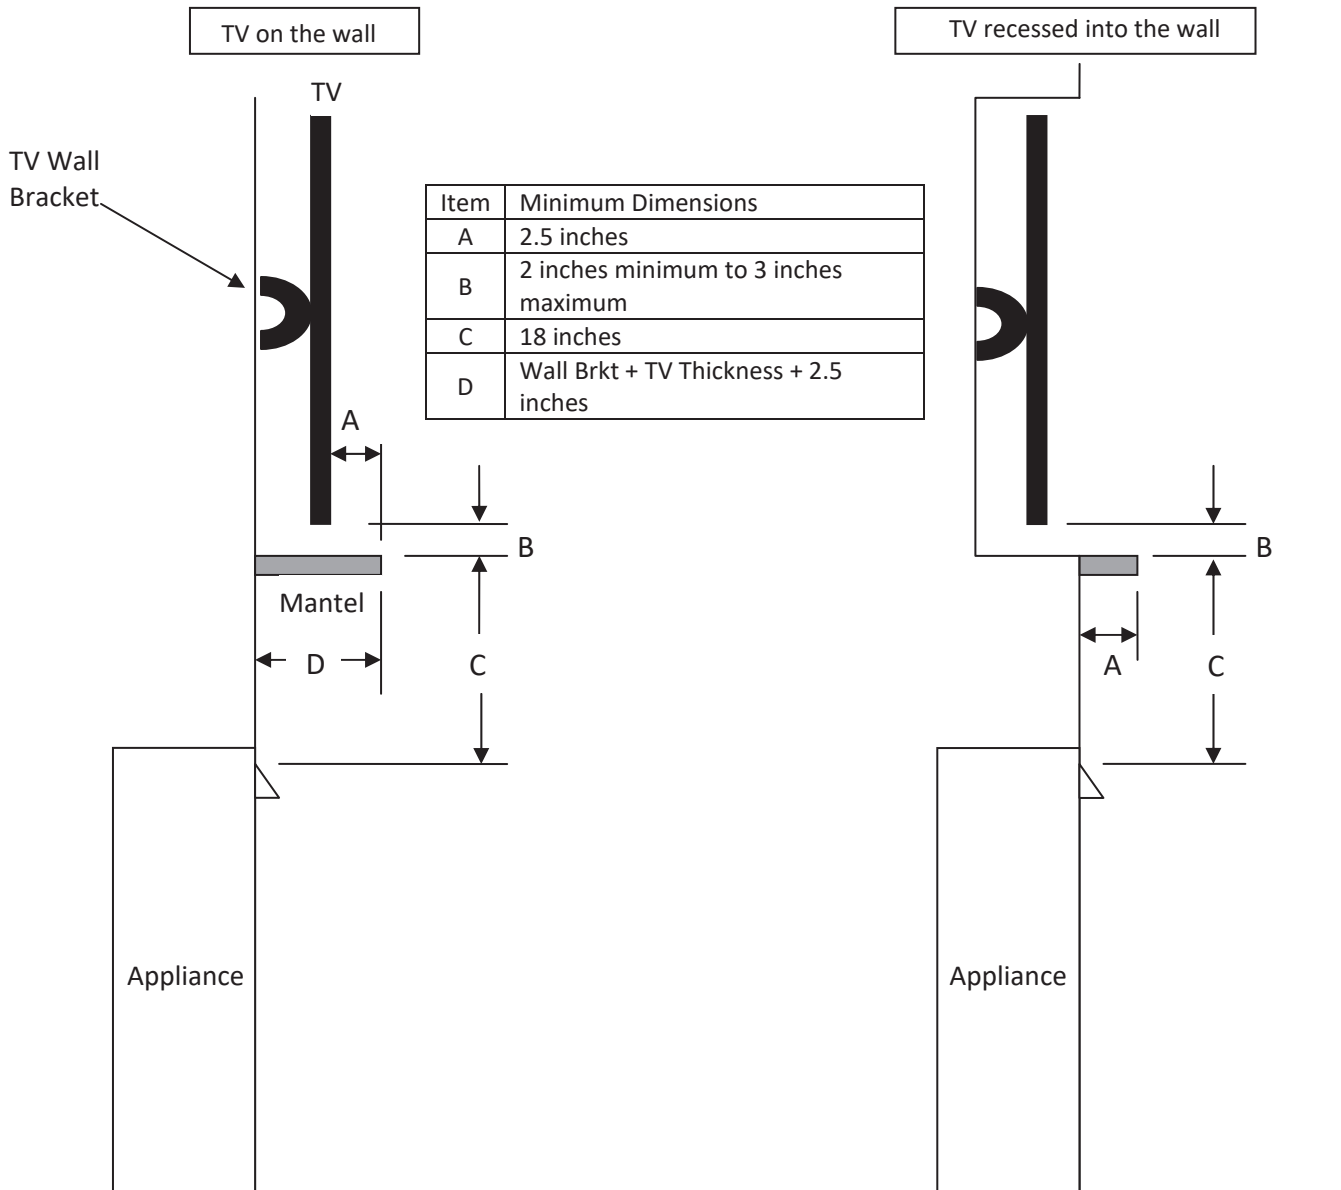 TV on the wall
TV recessed into the wall
TV
TV Wall
Bracket
Item Minimum Dimensions
A 2.5 inches
B 2 inches minimum to 3 inches
maximum
C 18 inches
D Wall Brkt + TV Thickness + 2.5
inches
A
B
Mantel
D
C
Appliance
B
A
C
Appliance